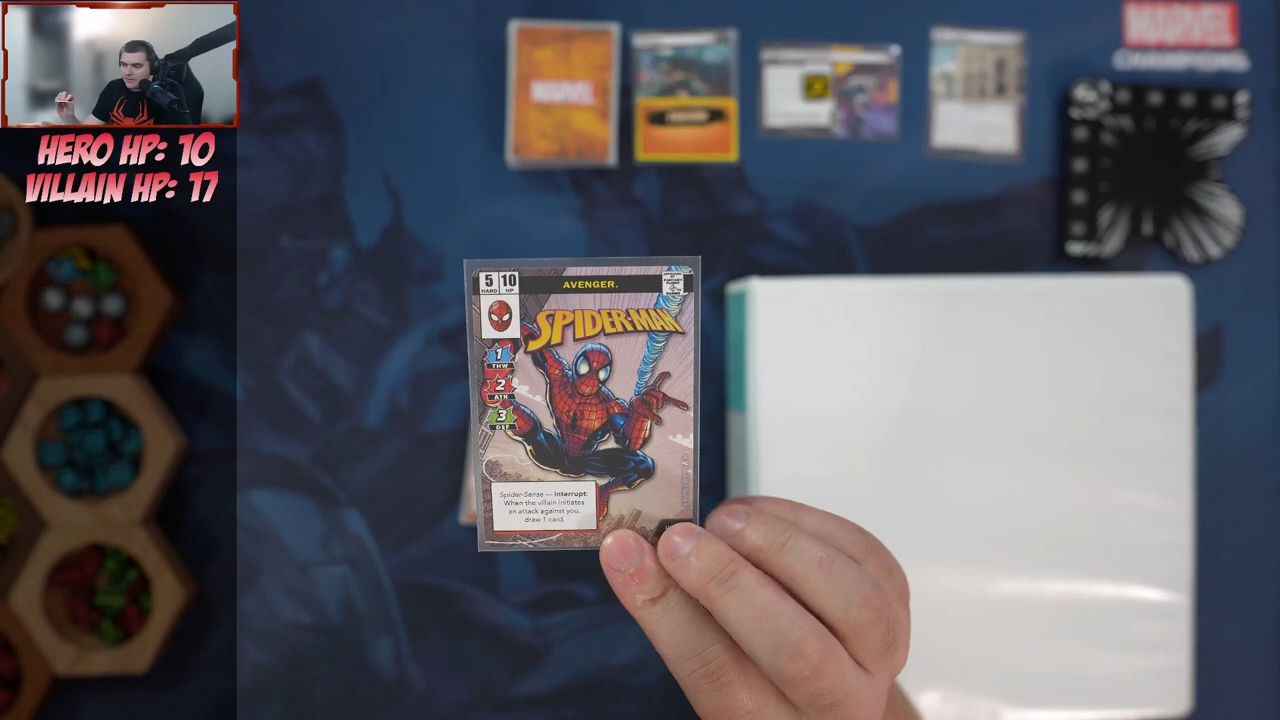 HERO HP: 10
VILLAIN HP: 17
MARVEL
MARVEL
CHAMPIONS
5 10
HAND HP
AVENGER.
SPIDER-MAN
1
THW
2
ATK
3
DEF
Spider-Sense — Interrupt:
When the villain initiates
an attack against you,
draw 1 card.